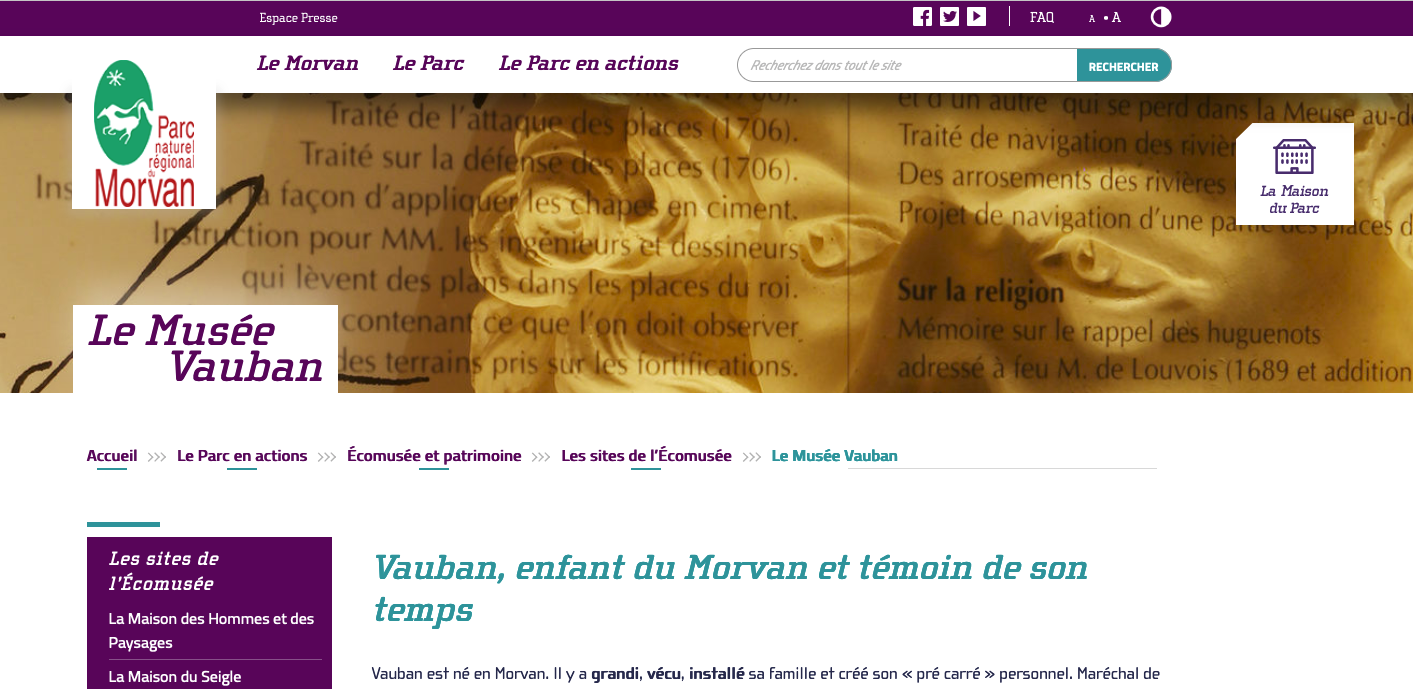 Espace Presse
FAQ
A • A
Le Morvan
Le Parc
Le Parc en actions
Recherchez dans tout le site
RECHERCHER
Parc
naturel
régional
de
Morvan
Traité de l'attaque des places (1706).
Traité sur la défense des places (1706).
la façon d'appliquer les chapes en ciment.
Instruction pour MM. les ingénieurs et dessineurs
qui lèvent des plans dans les places du roi.
contenant ce que l'on doit observer
des terrains pris sur les fortifications.
et d'un autre qui se perd dans la Meuse au-d
Traité de navigation des
Des arrosements des rivières
Projet de navigation d'une places d
Sur la religion
Mémoire sur le rappel des huguenots
adressé à feu M. de Louvois (1689 et addition
La Maison
du Parc
Le Musée
Vauban
Accueil >>> Le Parc en actions >>> Écomusée et patrimoine >>> Les sites de l'Écomusée >>> Le Musée Vauban
Les sites de
l'Écomusée
La Maison des Hommes et des
Paysages
La Maison du Seigle
Vauban, enfant du Morvan et témoin de son
temps
Vauban est né en Morvan. Il y a grandi, vécu, installé sa famille et créé son « pré carré » personnel. Maréchal de